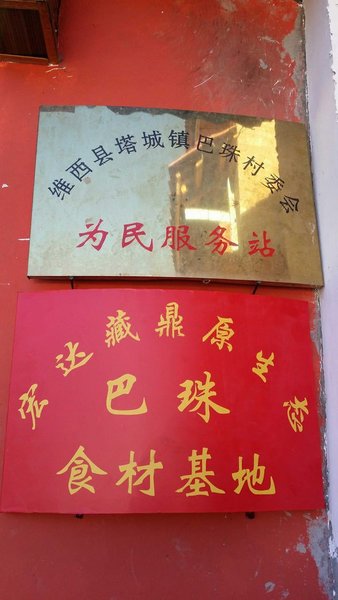 维西县塔城镇巴珠村委会
为民服务站
宏达藏鼎原生态
巴珠
食材基地